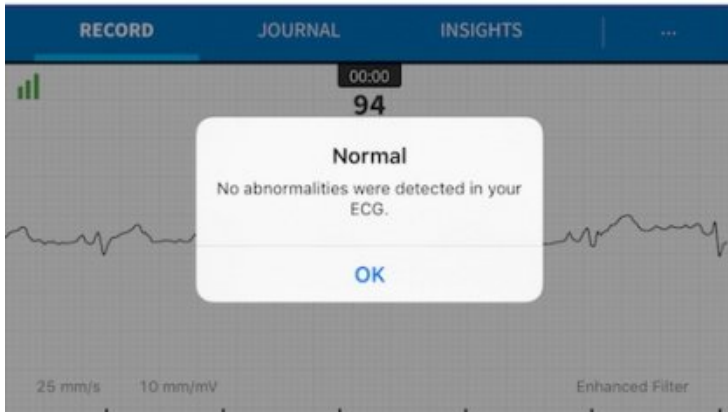 RECORD JOURNAL INSIGHTS ...
00:00
94
Normal
No abnormalities were detected in your
ECG.
OK
25 mm/s 10 mm/mV Enhanced Filter